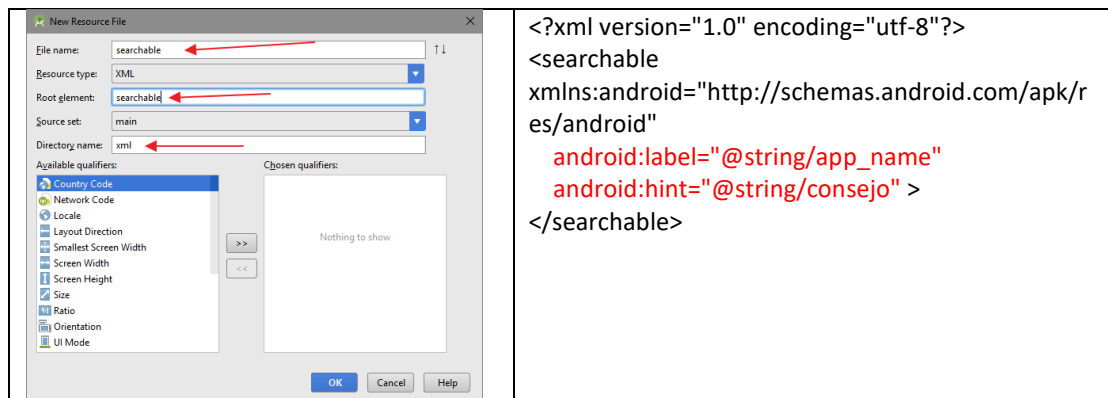 New Resource File
File name: searchable
Resource type: XML
Root element: searchable
Source set: main
Directory name: xml
Available qualifiers: Chosen qualifiers:
Country Code
Network Code
Locale
Layout Direction
Smallest Screen Width
Screen Width
Screen Height
Size
Ratio
Orientation
UI Mode
>>
<<
Nothing to show
OK Cancel Help
<?xml version="1.0" encoding="utf-8"?>
<searchable
xmlns:android="http://schemas.android.com/apk/r
es/android"
android:label="@string/app_name"
android:hint="@string/consejo" >
</searchable>